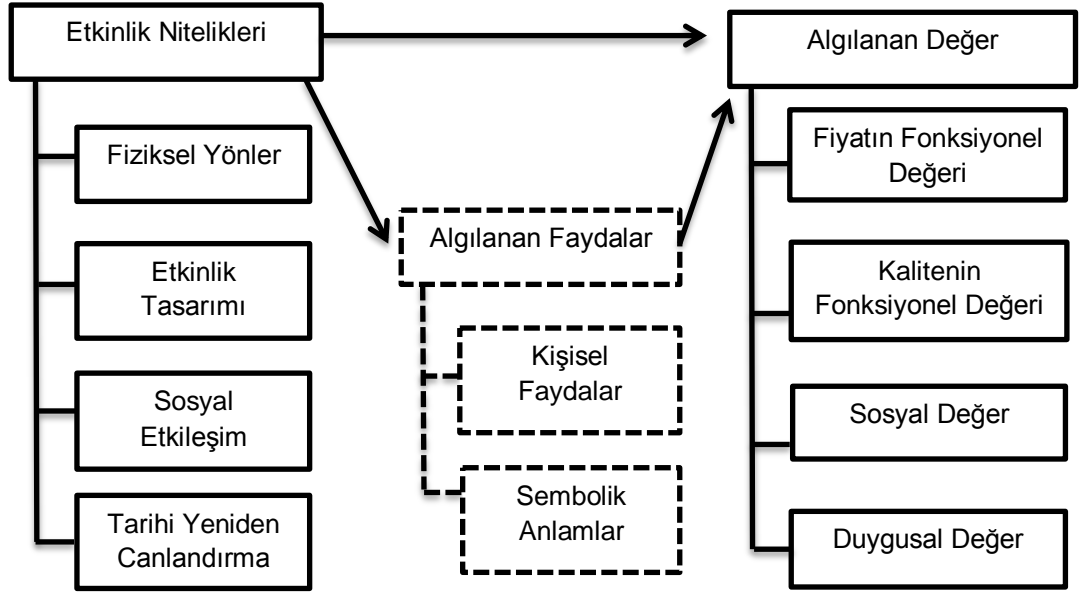 Etkinlik Nitelikleri
Fiziksel Yönler
Etkinlik
Tasarımı
Sosyal
Etkileşim
Tarihi Yeniden
Canlandırma
Algılanan Faydalar
Kişisel
Faydalar
Sembolik
Anlamlar
Algılanan Değer
Fiyatın Fonksiyonel
Değeri
Kalitenin
Fonksiyonel Değeri
Sosyal Değer
Duygusal Değer